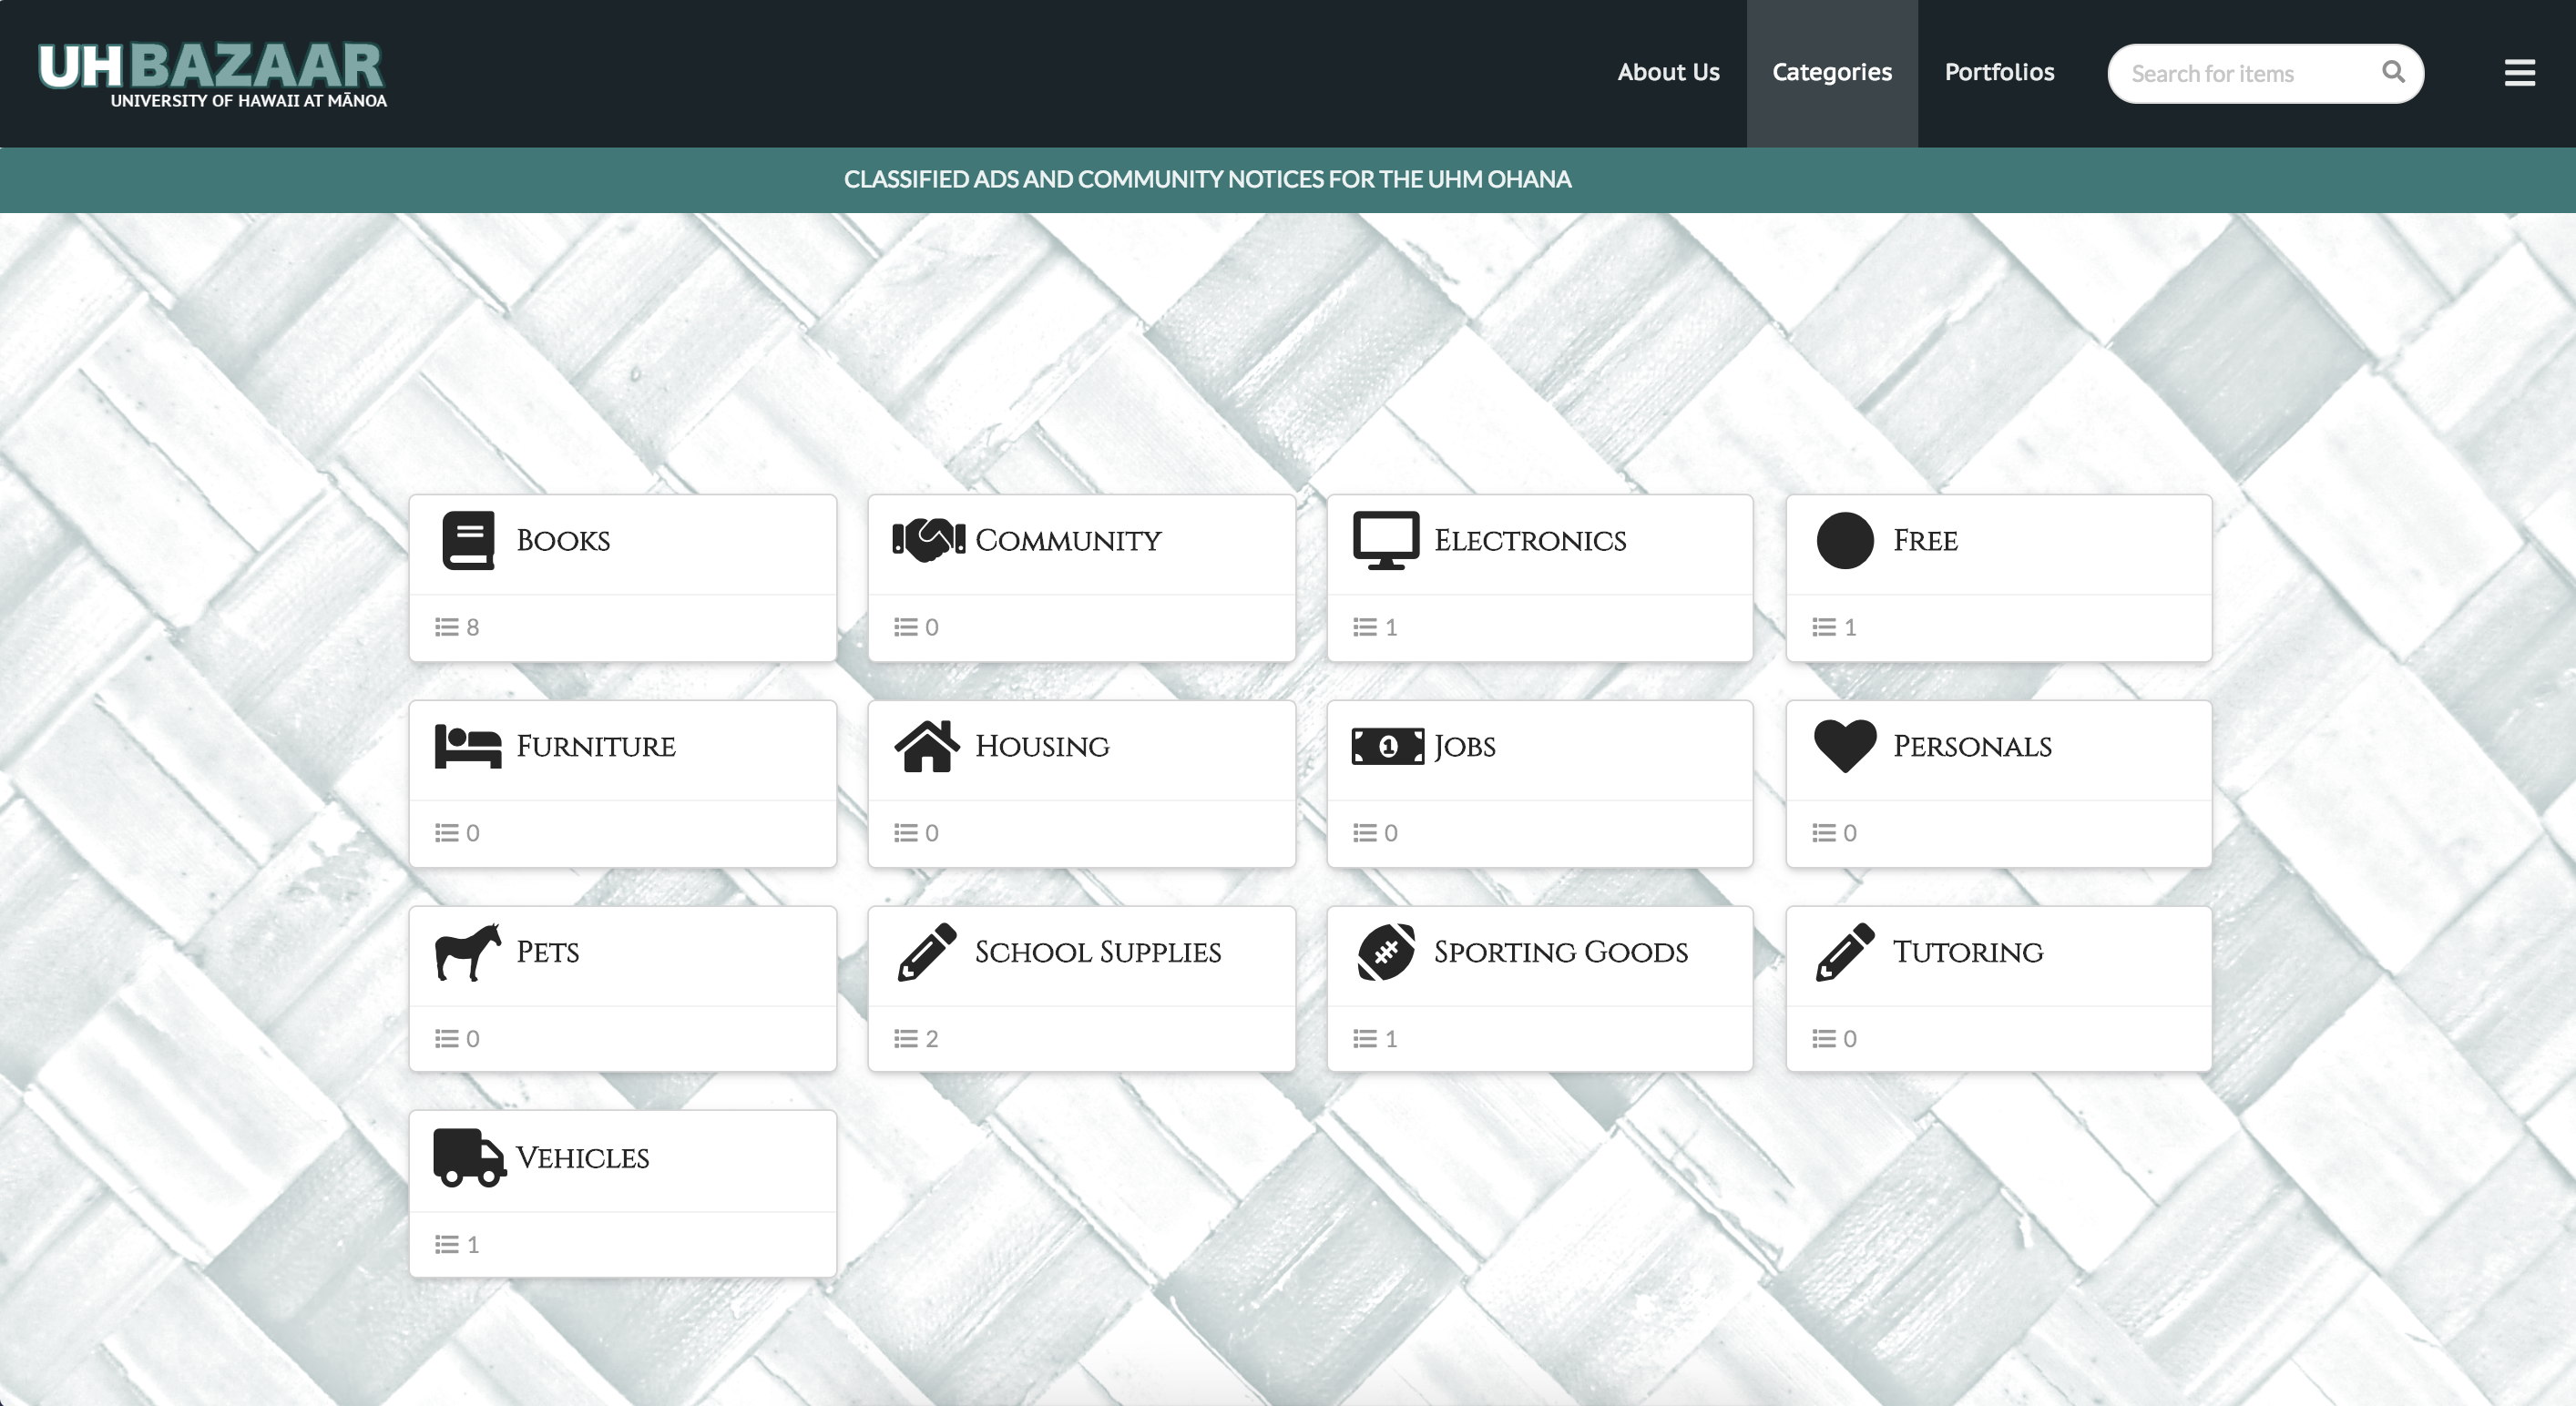 UHBAZAAR
UNIVERSITY OF HAWAII AT MĀNOA
About Us
Categories
Portfolios
Search for items
CLASSIFIED ADS AND COMMUNITY NOTICES FOR THE UHM OHANA
Books
8
Community
0
Electronics
1
Free
1
Furniture
0
Housing
0
1
Jobs
0
Personals
0
Pets
0
School Supplies
2
Sporting Goods
1
Tutoring
0
Vehicles
1